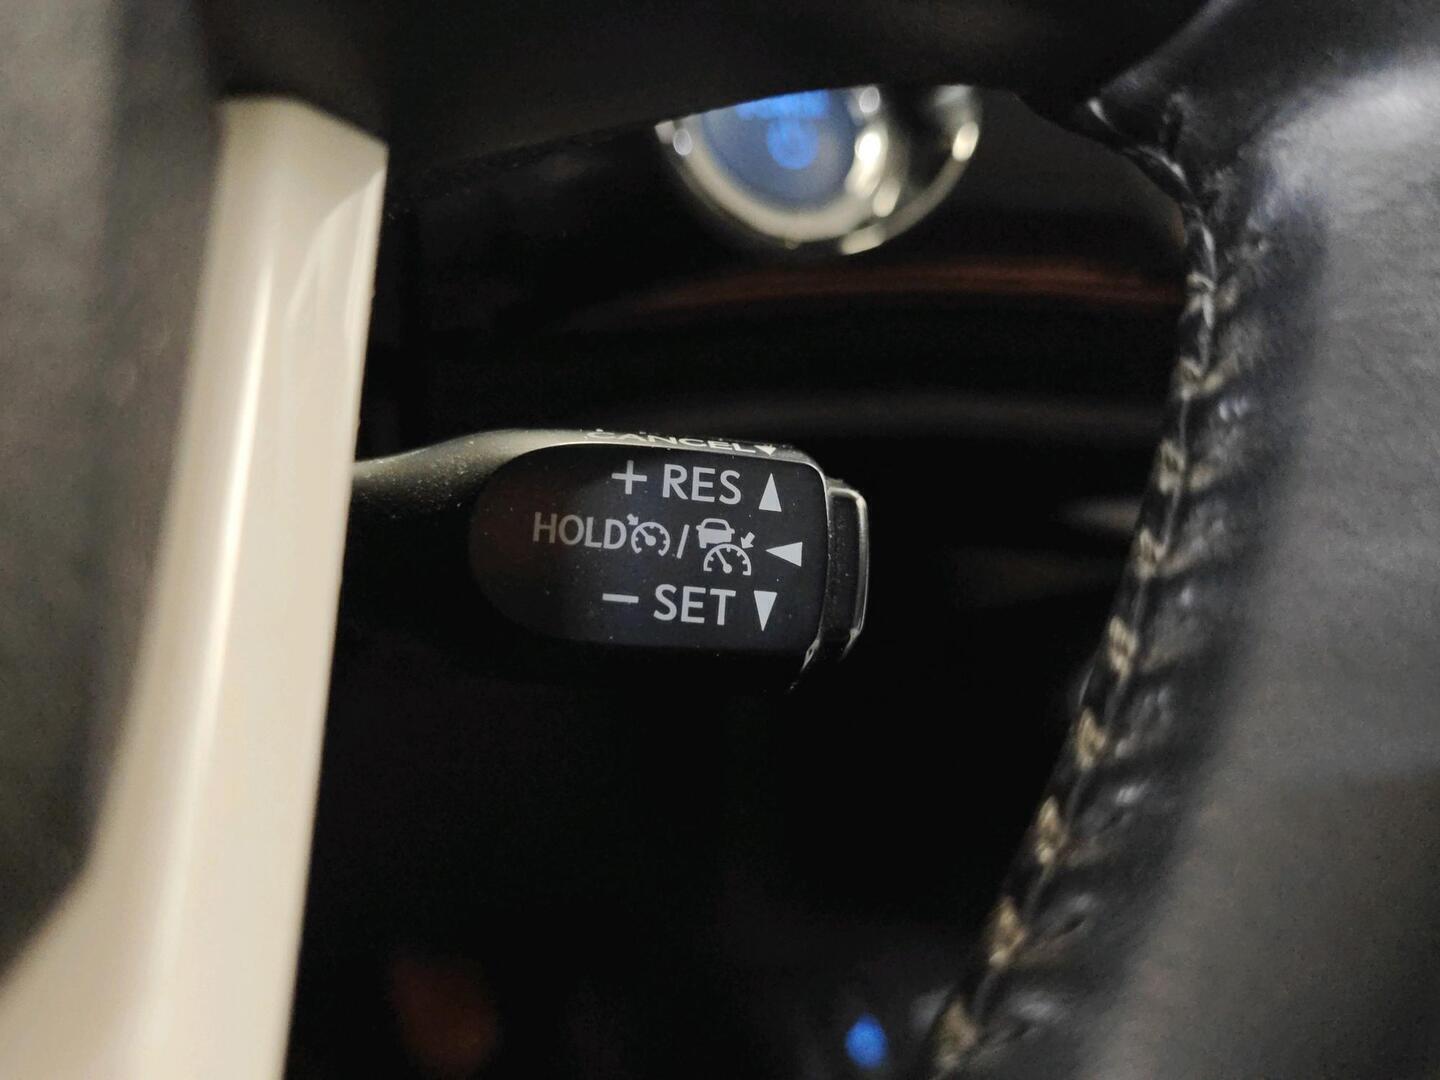 CANCEL
+ RES
HOLD /
− SET